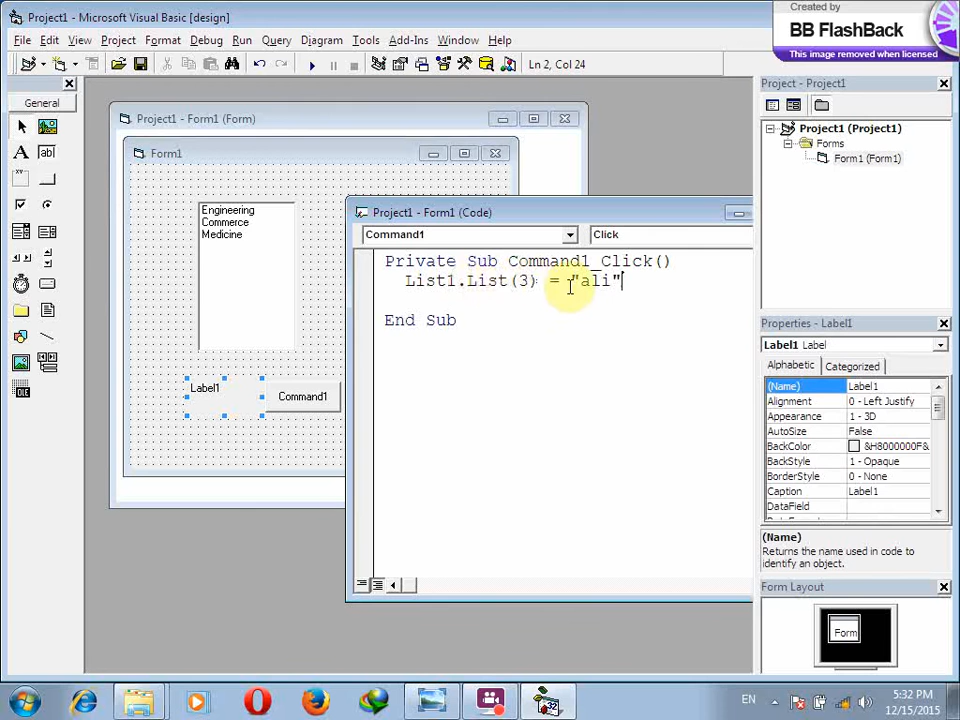 Project1 - Microsoft Visual Basic [design]
Created by
BB FlashBack
This image removed when licensed
File Edit View Project Format Debug Run Query Diagram Tools Add-Ins Window Help
Ln 2, Col 24
General
A
ab|
xy
OLE
Project1 - Form1 (Form)
Form1
Engineering
Commerce
Medicine
Label1
Command1
Project1 - Form1 (Code)
Command1
Click
Private Sub Command1_Click()
List1.List(3) = "ali"
End Sub
Project - Project1
Project1 (Project1)
Forms
Form1 (Form1)
Properties - Label1
Label1 Label
Alphabetic Categorized
(Name) Label1
Alignment 0 - Left Justify
Appearance 1 - 3D
AutoSize False
BackColor &H8000000F&
BackStyle 1 - Opaque
BorderStyle 0 - None
Caption Label1
DataField
(Name)
Returns the name used in code to
identify an object.
Form Layout
Form
32
EN
5:32 PM
12/15/2015